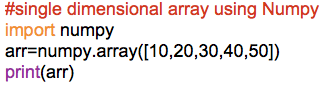 #single dimensional array using Numpy
import numpy
arr=numpy.array([10,20,30,40,50])
print(arr)